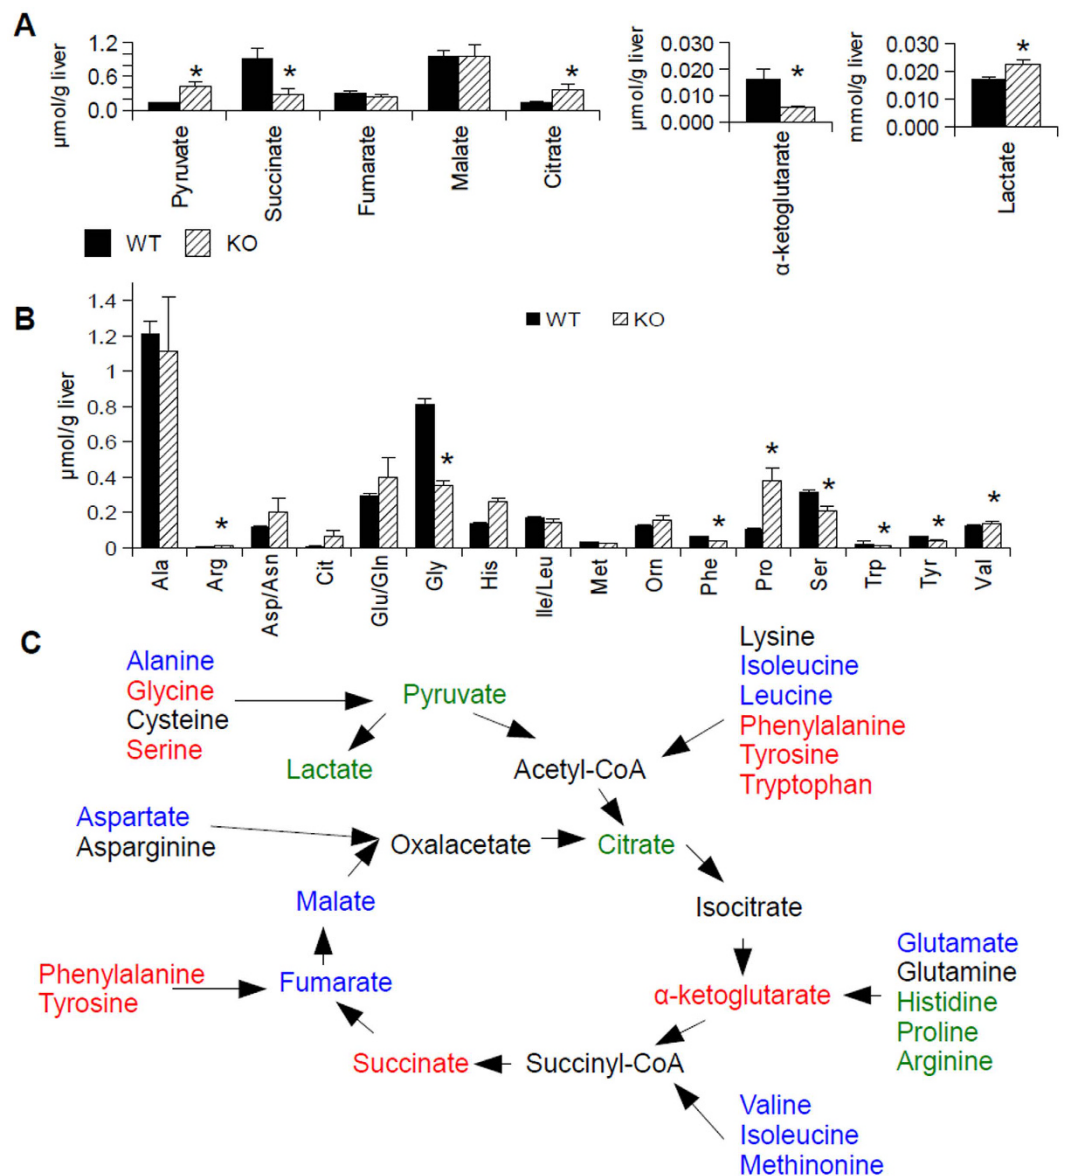 A
μmol/g liver
1.2
0.6
0.0
*
*
*
Pyruvate
Succinate
Fumarate
Malate
Citrate
μmol/g liver
0.030
0.020
0.010
0.000
*
α-ketoglutarate
mmol/g liver
0.030
0.020
0.010
0.000
*
Lactate
WT
KO
B
μmol/g liver
1.4
1.2
1
0.8
0.6
0.4
0.2
0
WT
KO
*
*
*
*
*
*
*
*
Ala
Arg
Asp/Asn
Cit
Glu/Gln
Gly
His
Ile/Leu
Met
Orn
Phe
Pro
Ser
Trp
Tyr
Val
C
Alanine
Glycine
Cysteine
Serine
Pyruvate
Lactate
Acetyl-CoA
Lysine
Isoleucine
Leucine
Phenylalanine
Tyrosine
Tryptophan
Aspartate
Asparginine
Oxalacetate
Citrate
Malate
Isocitrate
Phenylalanine
Tyrosine
Fumarate
α-ketoglutarate
Glutamate
Glutamine
Histidine
Proline
Arginine
Succinate
Succinyl-CoA
Valine
Isoleucine
Methinonine